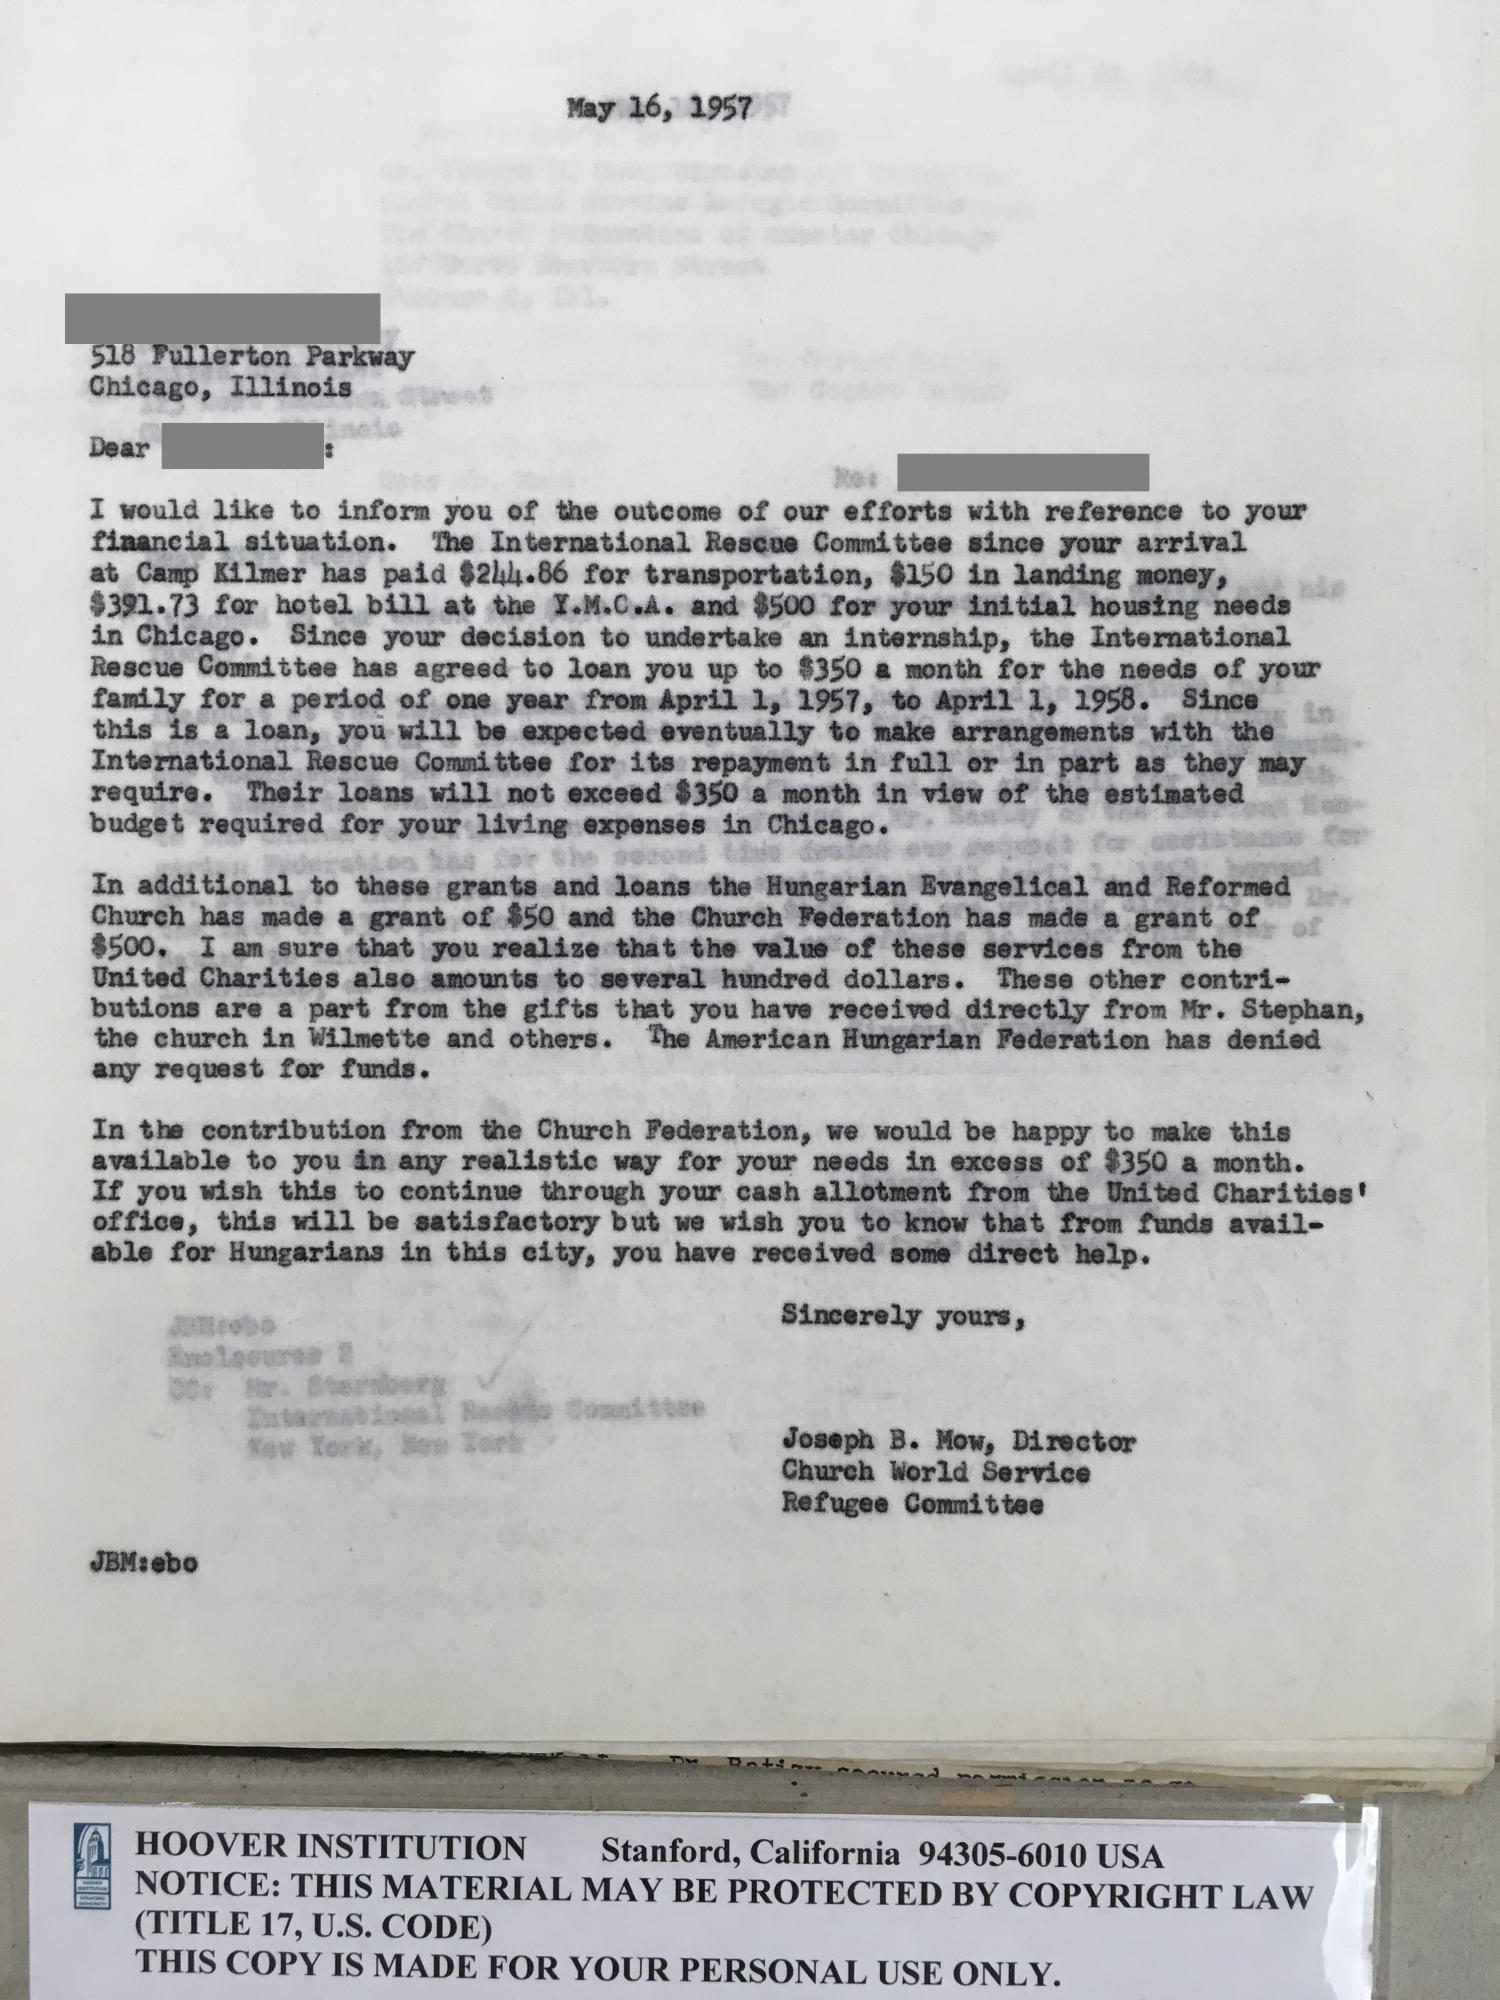 May 16, 1957
518 Fullerton Parkway
Chicago, Illinois
Dear :
Re:
I would like to inform you of the outcome of our efforts with reference to your
financial situation. The International Rescue Committee since your arrival
at Camp Kilmer has paid $244.86 for transportation, $150 in landing money,
$391.73 for hotel bill at the Y.M.C.A. and $500 for your initial housing needs
in Chicago. Since your decision to undertake an internship, the International
Rescue Committee has agreed to loan you up to $350 a month for the needs of your
family for a period of one year from April 1, 1957, to April 1, 1958. Since
this is a loan, you will be expected eventually to make arrangements with the
International Rescue Committee for its repayment in full or in part as they may
require. Their loans will not exceed $350 a month in view of the estimated
budget required for your living expenses in Chicago.
In additional to these grants and loans the Hungarian Evangelical and Reformed
Church has made a grant of $50 and the Church Federation has made a grant of
$500. I am sure that you realize that the value of these services from the
United Charities also amounts to several hundred dollars. These other contri-
butions are a part from the gifts that you have received directly from Mr. Stephan,
the church in Wilmette and others. The American Hungarian Federation has denied
any request for funds.
In the contribution from the Church Federation, we would be happy to make this
available to you in any realistic way for your needs in excess of $350 a month.
If you wish this to continue through your cash allotment from the United Charities'
office, this will be satisfactory but we wish you to know that from funds avail-
able for Hungarians in this city, you have received some direct help.
Sincerely yours,
JBM:ebo
Enclosures 2
CC: Mr. Sternberg
International Committee
New York, New York
Joseph B. Mow, Director
Church World Service
Refugee Committee
JBM:ebo
HOOVER INSTITUTION Stanford, California 94305-6010 USA
NOTICE: THIS MATERIAL MAY BE PROTECTED BY COPYRIGHT LAW
(TITLE 17, U.S. CODE)
THIS COPY IS MADE FOR YOUR PERSONAL USE ONLY.